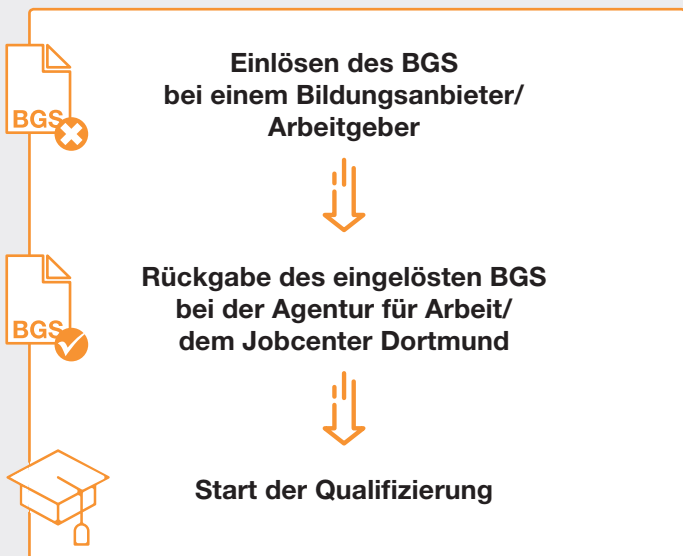 BGS
Einlösen des BGS
bei einem Bildungsanbieter/
Arbeitgeber
BGS
Rückgabe des eingelösten BGS
bei der Agentur für Arbeit/
dem Jobcenter Dortmund
Start der Qualifizierung